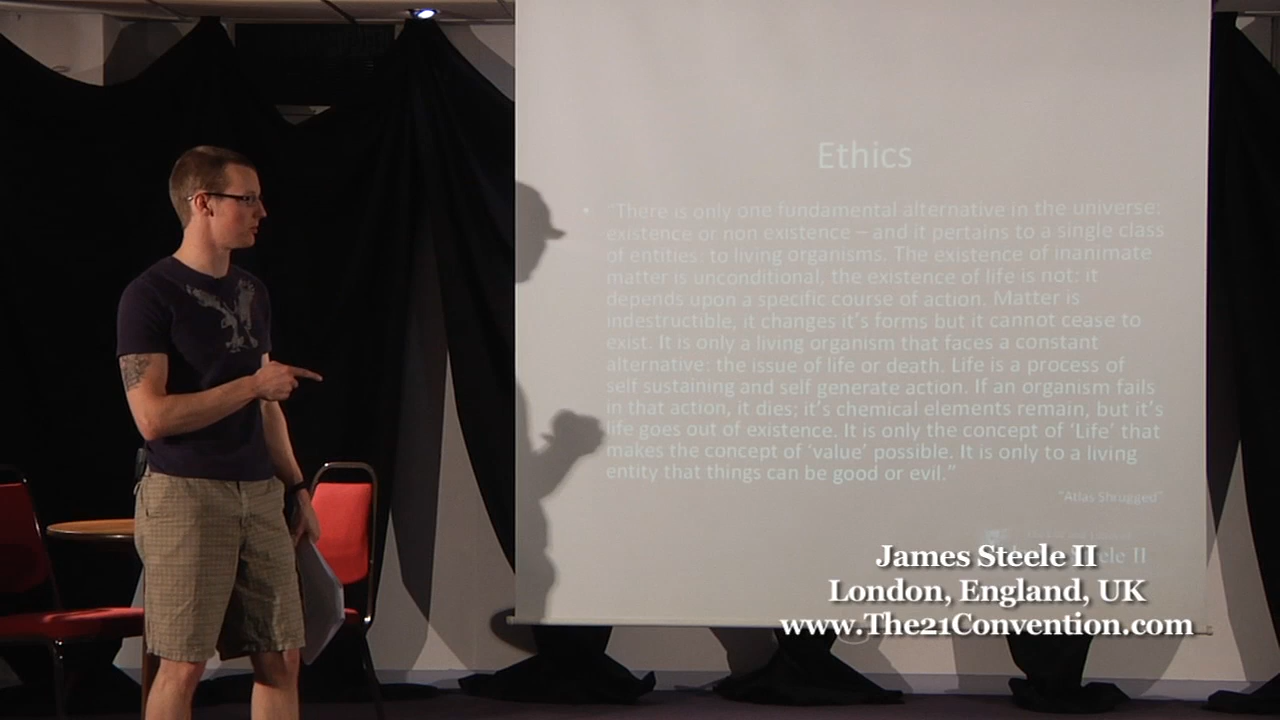 Ethics
• "There is only one fundamental alternative in the universe:
existence or non existence – and it pertains to a single class
of entities: to living organisms. The existence of inanimate
matter is unconditional, the existence of life is not: it
depends upon a specific course of action. Matter is
indestructible, it changes it's forms but it cannot cease to
exist. It is only a living organism that faces a constant
alternative: the issue of life or death. Life is a process of
self sustaining and self generate action. If an organism fails
in that action, it dies; it's chemical elements remain, but it's
life goes out of existence. It is only the concept of 'Life' that
makes the concept of 'value' possible. It is only to a living
entity that things can be good or evil."
"Atlas Shrugged"
James Steele II
London, England, UK
www.The21Convention.com